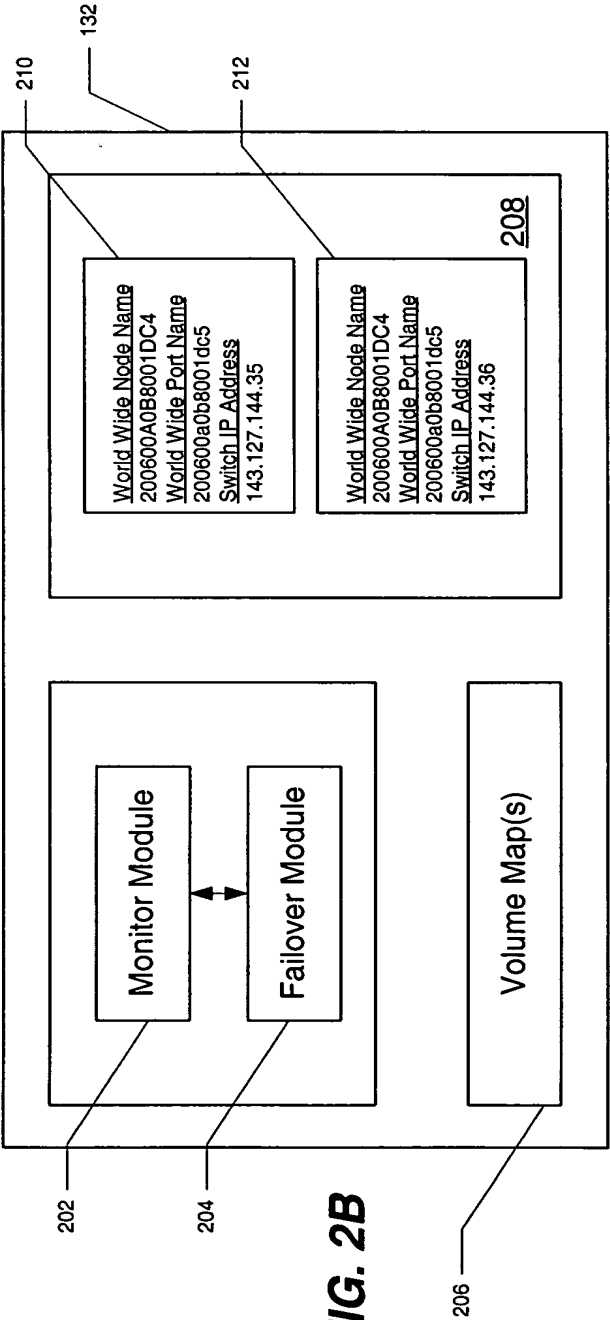 202
204
206
IG. 2B
Monitor Module
Failover Module
Volume Map(s)
World Wide Node Name
200600A0B8001DC4
World Wide Port Name
200600a0b8001dc5
Switch IP Address
143.127.144.35
World Wide Node Name
200600A0B8001DC4
World Wide Port Name
200600a0b8001dc5
Switch IP Address
143.127.144.36
208
210
132
212